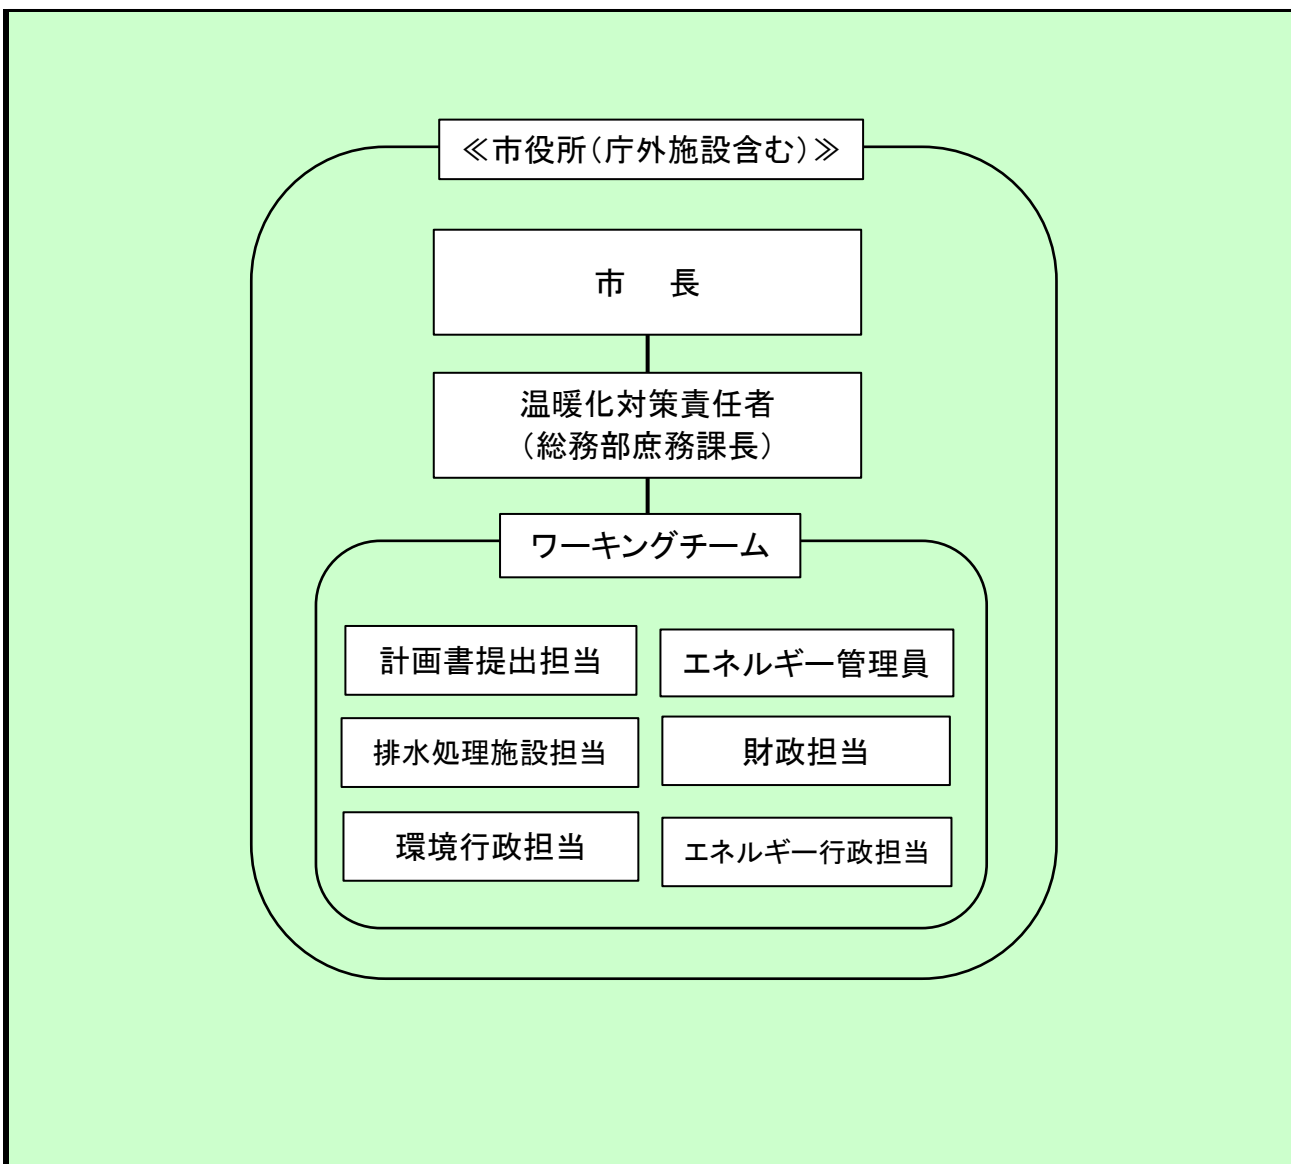 ≪市役所(庁外施設含む)≫
市　長
温暖化対策責任者
(総務部庶務課長)
ワーキングチーム
計画書提出担当
エネルギー管理員
排水処理施設担当
財政担当
環境行政担当
エネルギー行政担当